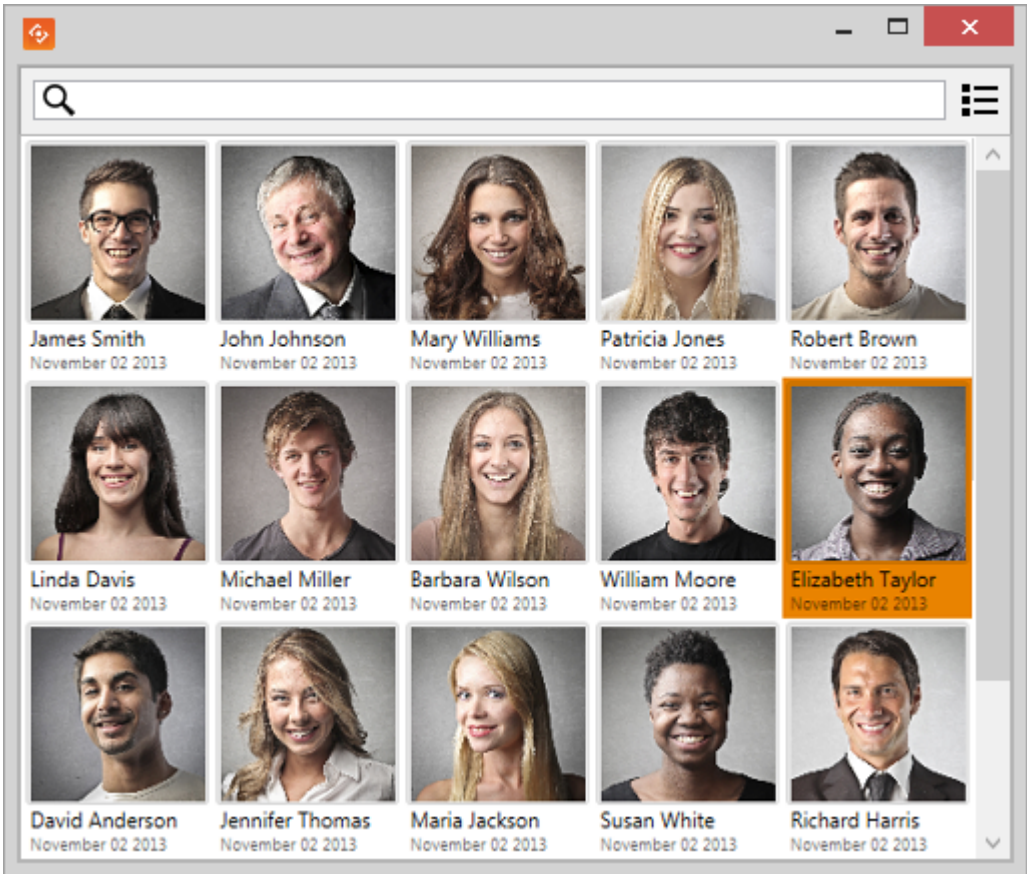 James Smith
November 02 2013
John Johnson
November 02 2013
Mary Williams
November 02 2013
Patricia Jones
November 02 2013
Robert Brown
November 02 2013
Linda Davis
November 02 2013
Michael Miller
November 02 2013
Barbara Wilson
November 02 2013
William Moore
November 02 2013
Elizabeth Taylor
November 02 2013
David Anderson
November 02 2013
Jennifer Thomas
November 02 2013
Maria Jackson
November 02 2013
Susan White
November 02 2013
Richard Harris
November 02 2013